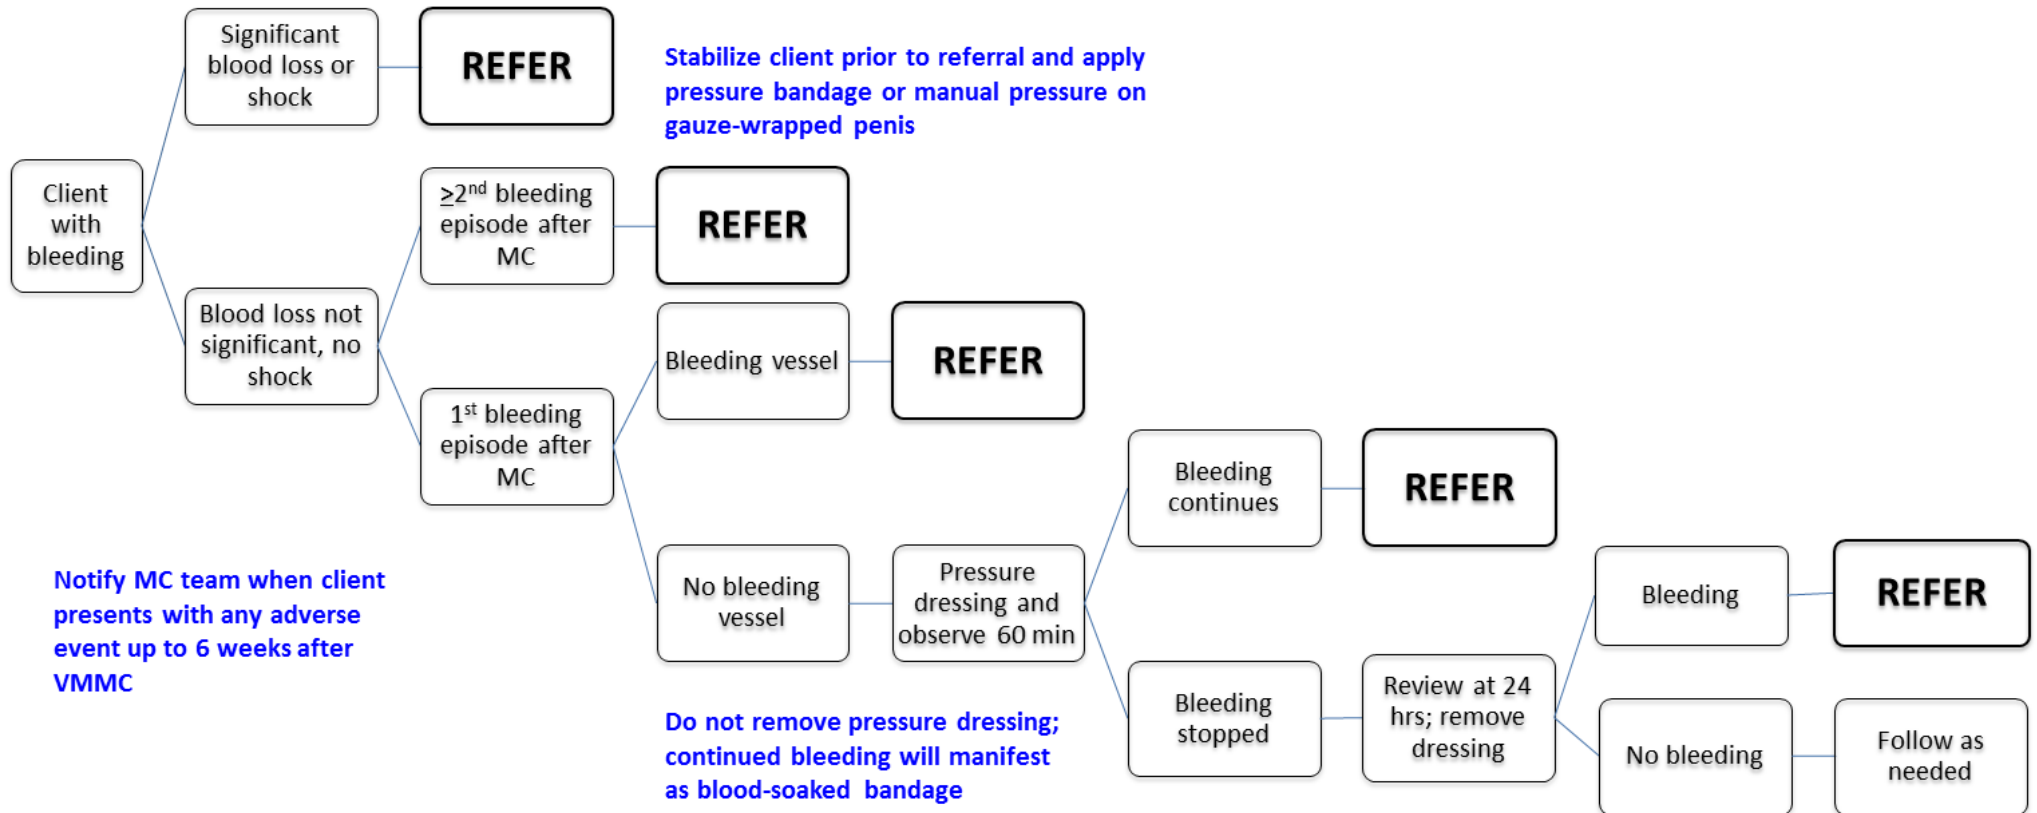 Significant
blood loss or
shock
REFER
Stabilize client prior to referral and apply
pressure bandage or manual pressure on
gauze-wrapped penis
Client
with
bleeding
≥2nd bleeding
episode after
MC
REFER
Blood loss not
significant, no
shock
Bleeding vessel
REFER
1st bleeding
episode after
MC
Bleeding
continues
REFER
Notify MC team when client
presents with any adverse
event up to 6 weeks after
VMMC
No bleeding
vessel
Pressure
dressing and
observe 60 min
Bleeding
REFER
Do not remove pressure dressing;
continued bleeding will manifest
as blood-soaked bandage
Bleeding
stopped
Review at 24
hrs; remove
dressing
No bleeding
Follow as
needed